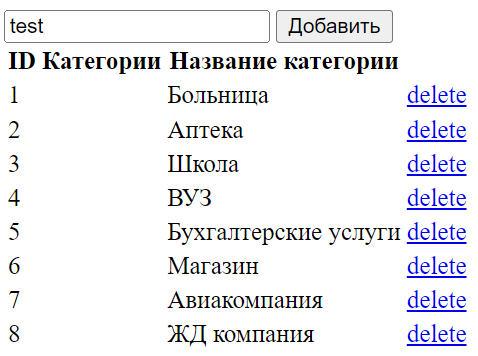 test Добавить
ID Категории Название категории
1 Больница delete
2 Аптека delete
3 Школа delete
4 ВУЗ delete
5 Бухгалтерские услуги delete
6 Магазин delete
7 Авиакомпания delete
8 ЖД компания delete